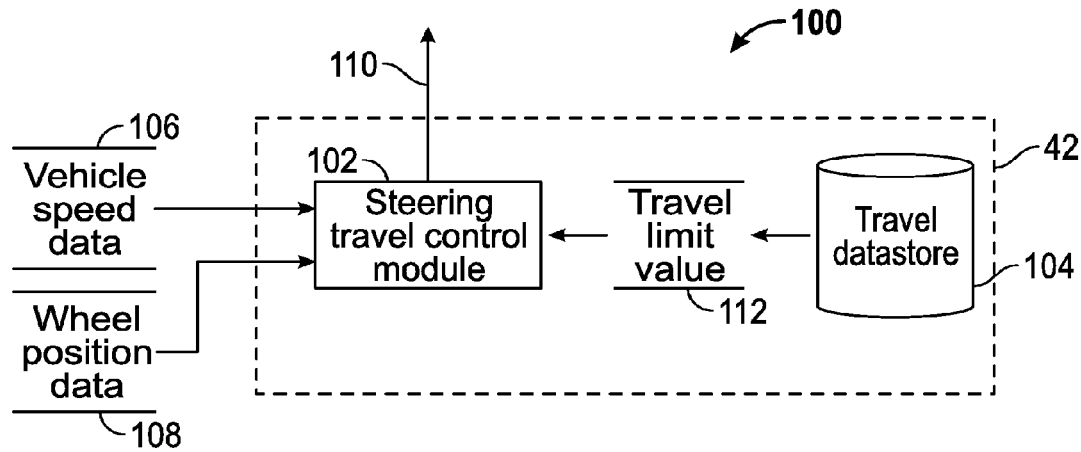 100
110
106
Vehicle
speed
data
102
Steering
travel control
module
Travel
limit
value
112
Travel
datastore
42
104
Wheel
position
data
108